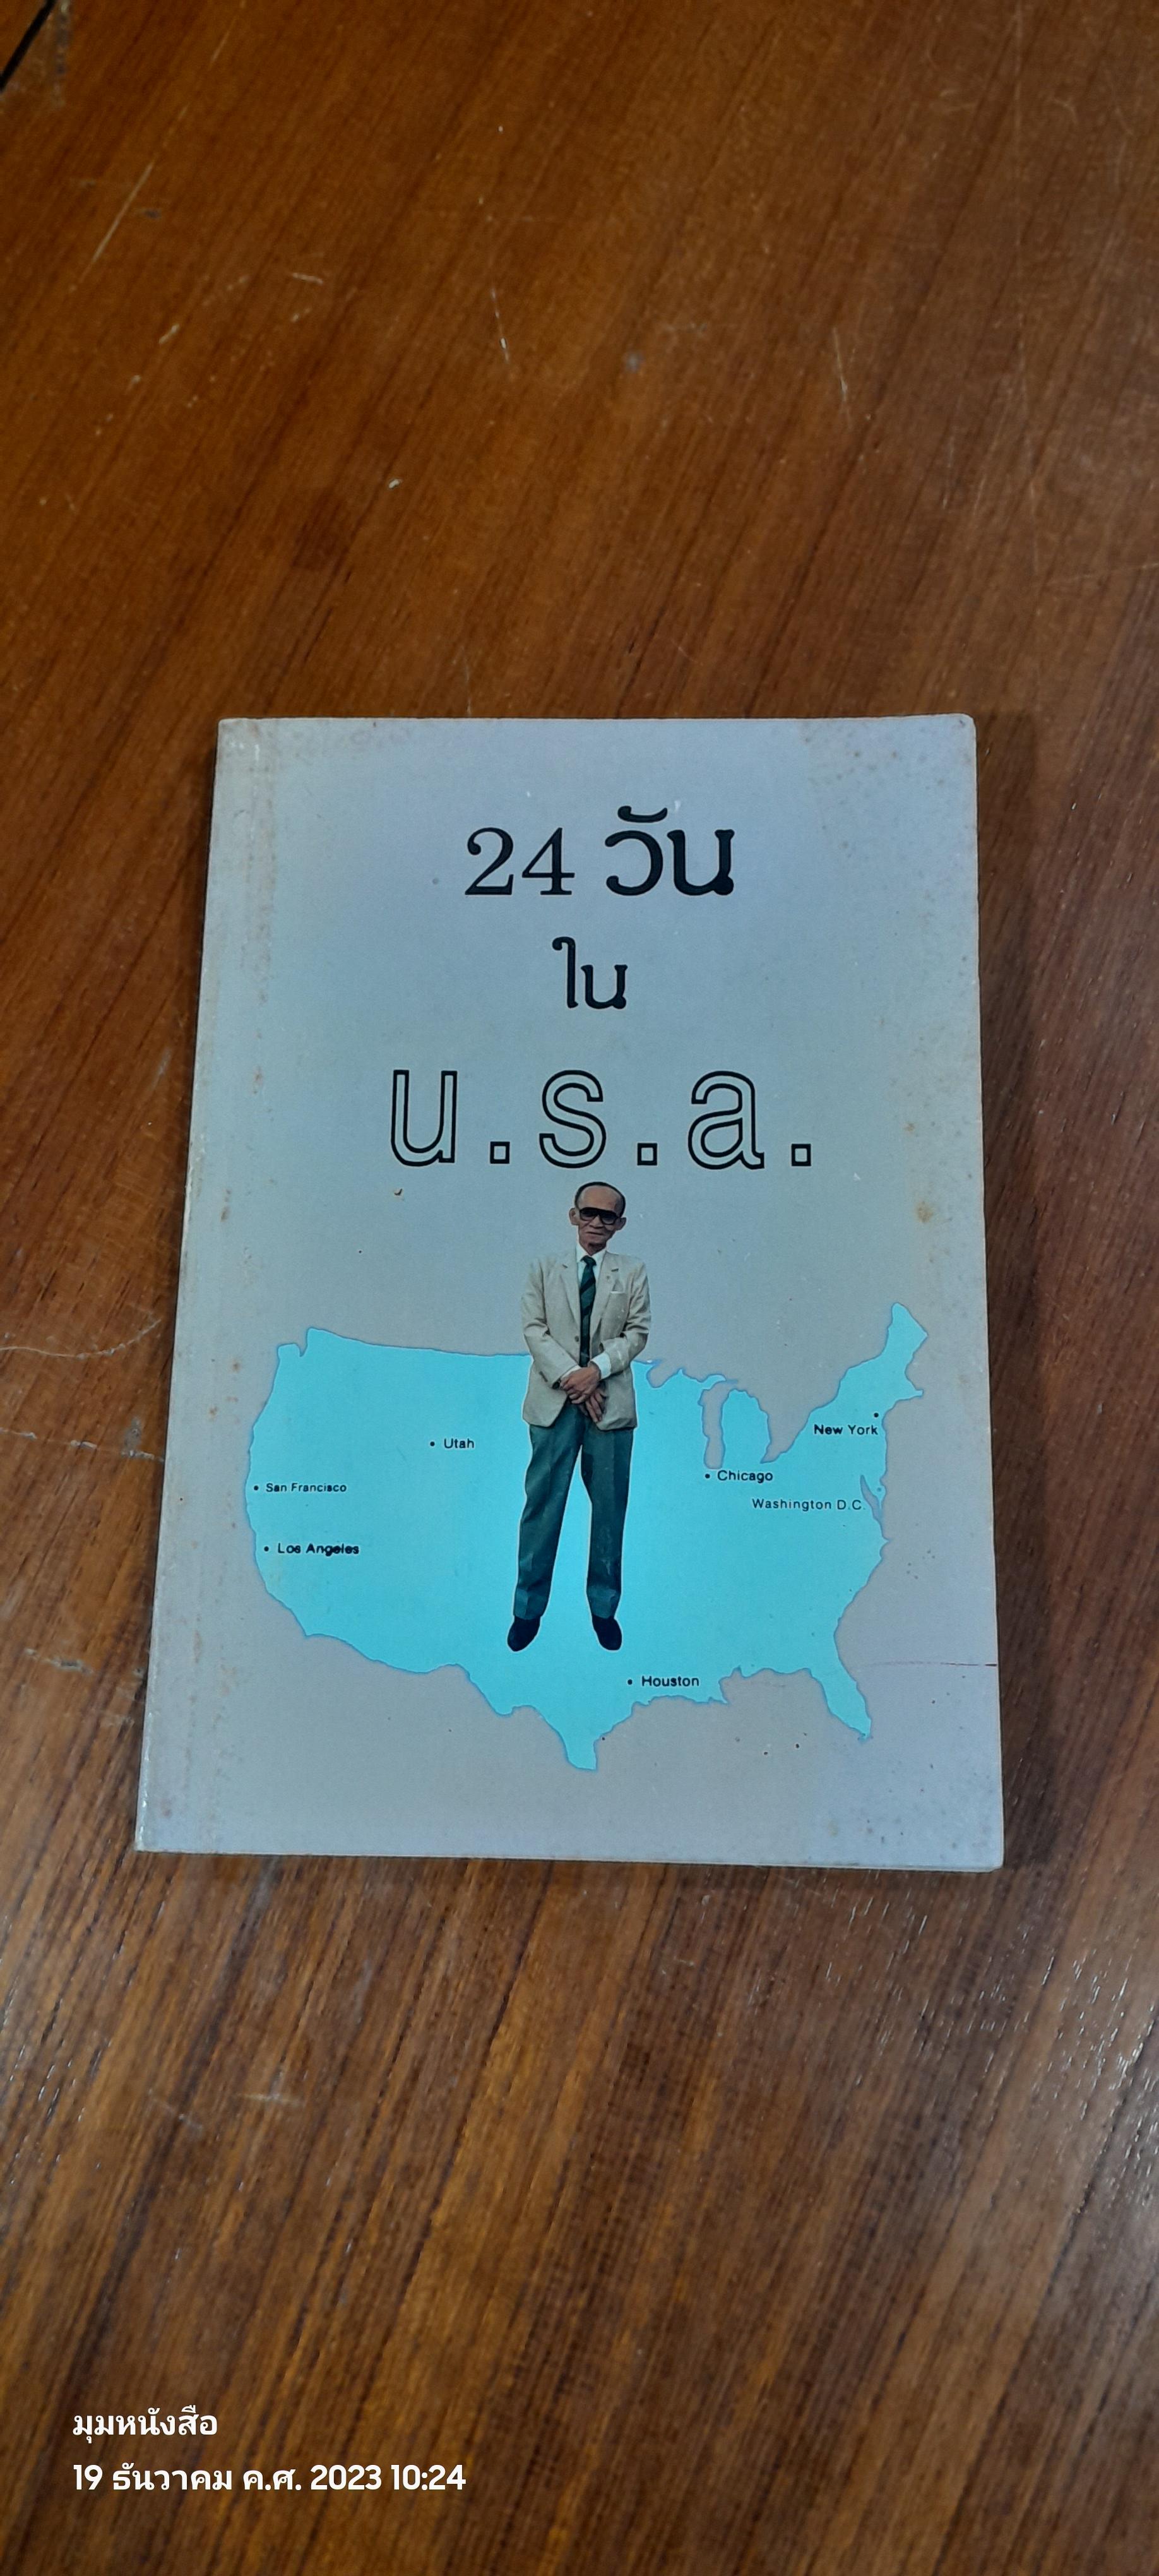 24 วัน
ใน
u.s.a.
New York
Utah
Chicago
San Francisco
Washington D.C.
Los Angeles
Houston
มุมหนังสือ
19 ธันวาคม ค.ศ. 2023 10:24